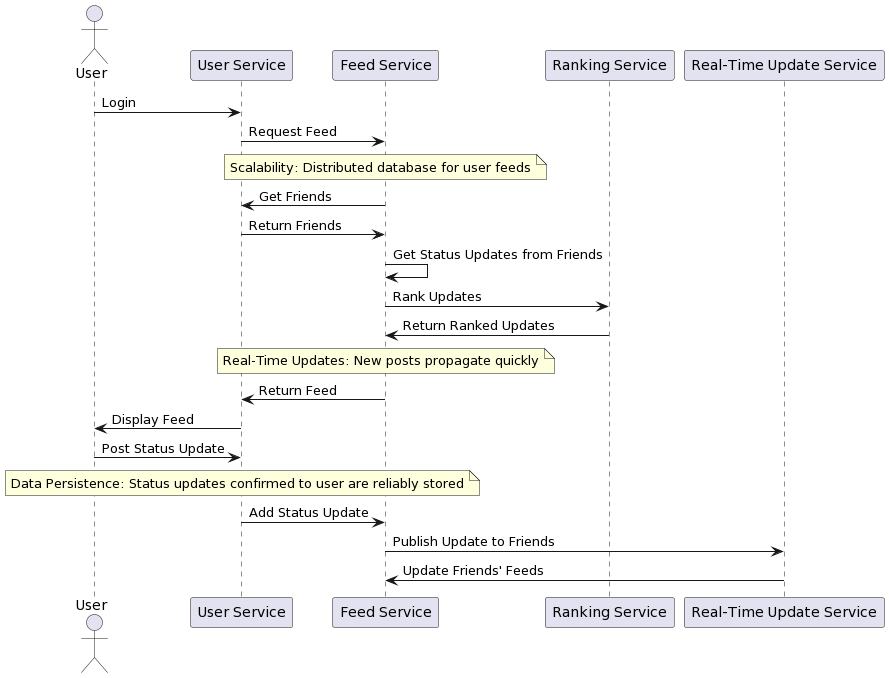 User
User Service
Feed Service
Ranking Service
Real-Time Update Service
Login
Request Feed
Scalability: Distributed database for user feeds
Get Friends
Return Friends
Get Status Updates from Friends
Rank Updates
Return Ranked Updates
Real-Time Updates: New posts propagate quickly
Return Feed
Display Feed
Post Status Update
Data Persistence: Status updates confirmed to user are reliably stored
Add Status Update
Publish Update to Friends
Update Friends' Feeds
User
User Service
Feed Service
Ranking Service
Real-Time Update Service